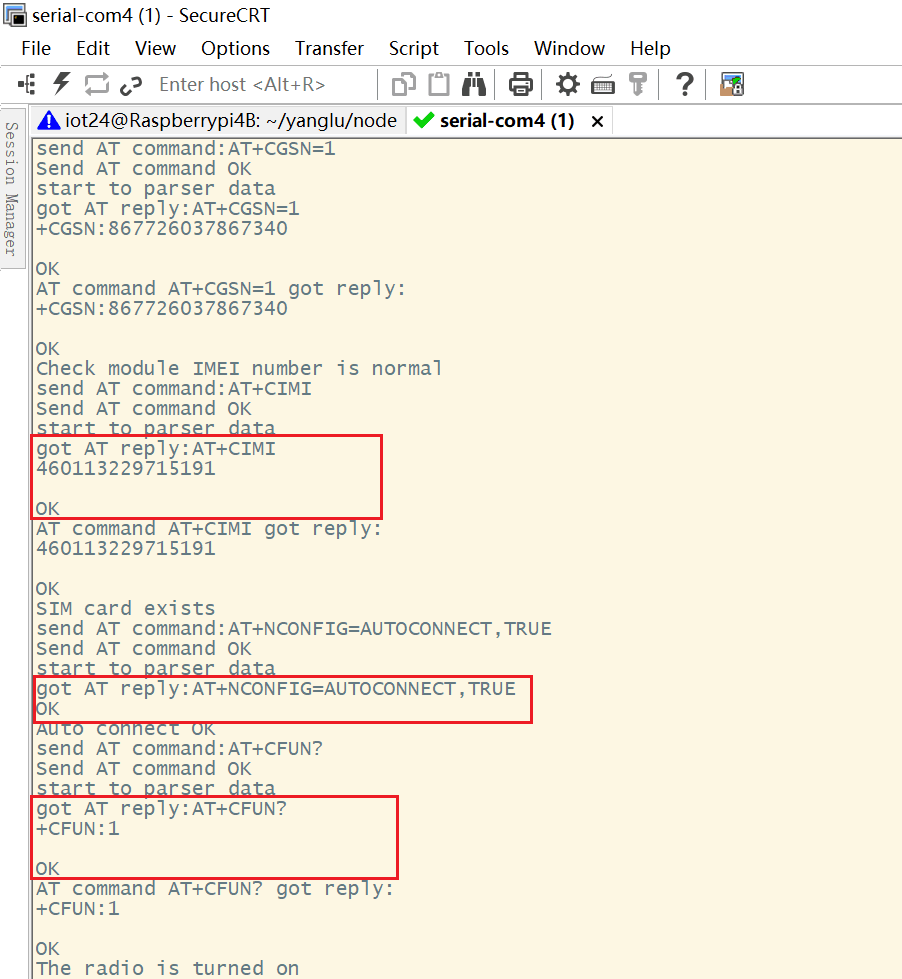 serial-com4 (1) - SecureCRT
File Edit View Options Transfer Script Tools Window Help
Enter host <Alt+R>
iot24@Raspberrypi4B: ~/yanglu/node serial-com4 (1)
Session Manager
send AT command:AT+CGSN=1
Send AT command OK
start to parser data
got AT reply:AT+CGSN=1
+CGSN:867726037867340
OK
AT command AT+CGSN=1 got reply:
+CGSN:867726037867340
OK
Check module IMEI number is normal
send AT command:AT+CIMI
Send AT command OK
start to parser data
got AT reply:AT+CIMI
460113229715191
OK
AT command AT+CIMI got reply:
460113229715191
OK
SIM card exists
send AT command:AT+NCONFIG=AUTOCONNECT,TRUE
Send AT command OK
start to parser data
got AT reply:AT+NCONFIG=AUTOCONNECT,TRUE
OK
Auto connect OK
send AT command:AT+CFUN?
Send AT command OK
start to parser data
got AT reply:AT+CFUN?
+CFUN:1
OK
AT command AT+CFUN? got reply:
+CFUN:1
OK
The radio is turned on